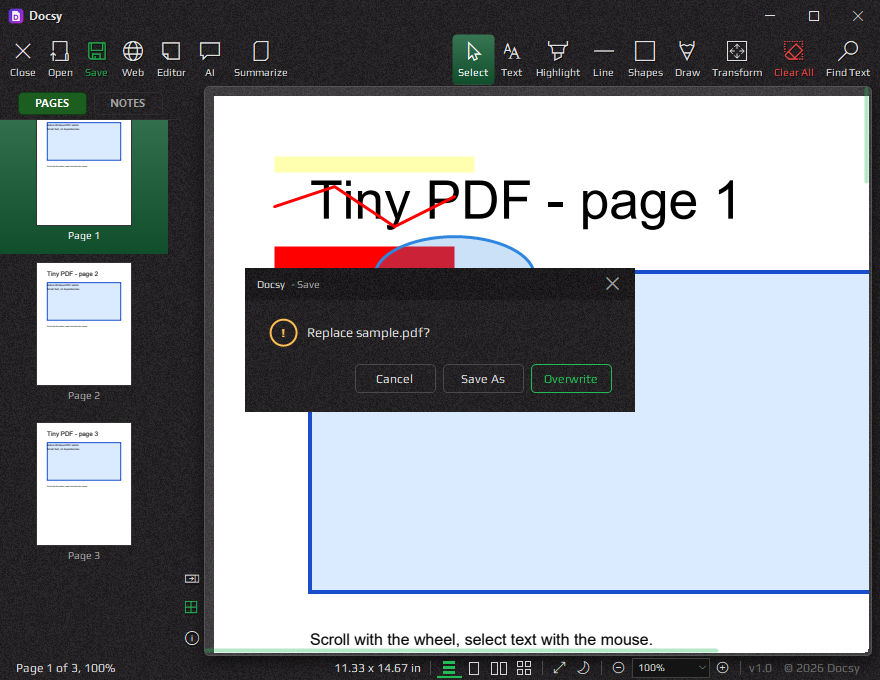 Docsy
Close Open Save Web Editor AI Summarize Select Text Highlight Line Shapes Draw Transform Clear All Find Text
PAGES NOTES
Page 1
Tiny PDF - page 2
Page 2
Tiny PDF - page 3
Page 3
Tiny PDF - page 1
Docsy - Save
Replace sample.pdf?
Cancel Save As Overwrite
Scroll with the wheel, select text with the mouse.
Page 1 of 3, 100% 11.33 x 14.67 in 100% v1.0 © 2026 Docsy